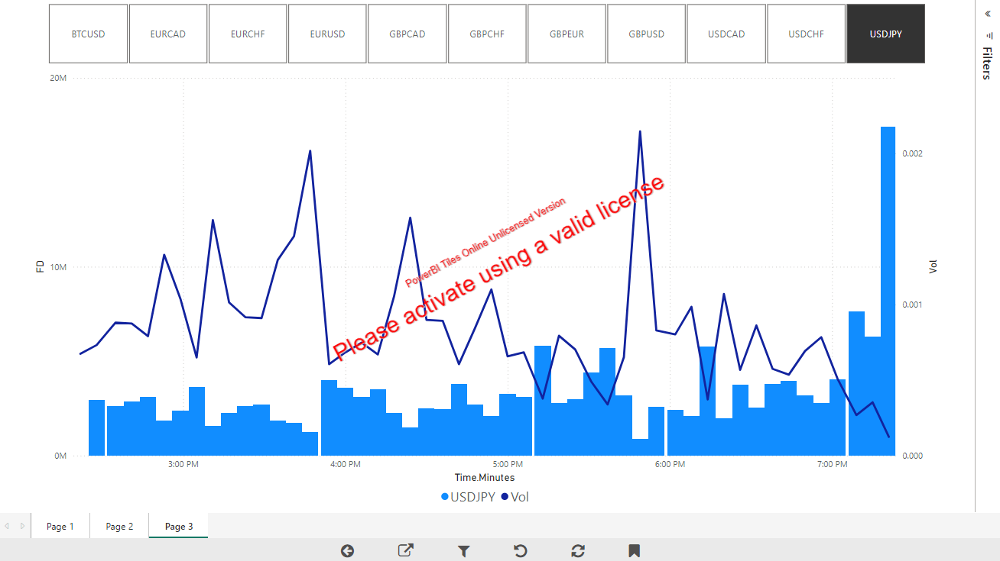 BTCUSD EURCAD EURCHF EURUSD GBPCAD GBPCHF GBPEUR GBPUSD USDCAD USDCHF USDJPY
Filters
20M
10M
0M
FD
0.002
0.001
0.000
Vol
PowerBI Tiles Online Unlicensed Version
Please activate using a valid license
3:00 PM 4:00 PM 5:00 PM 6:00 PM 7:00 PM
Time.Minutes
USDJPY Vol
Page 1 Page 2 Page 3